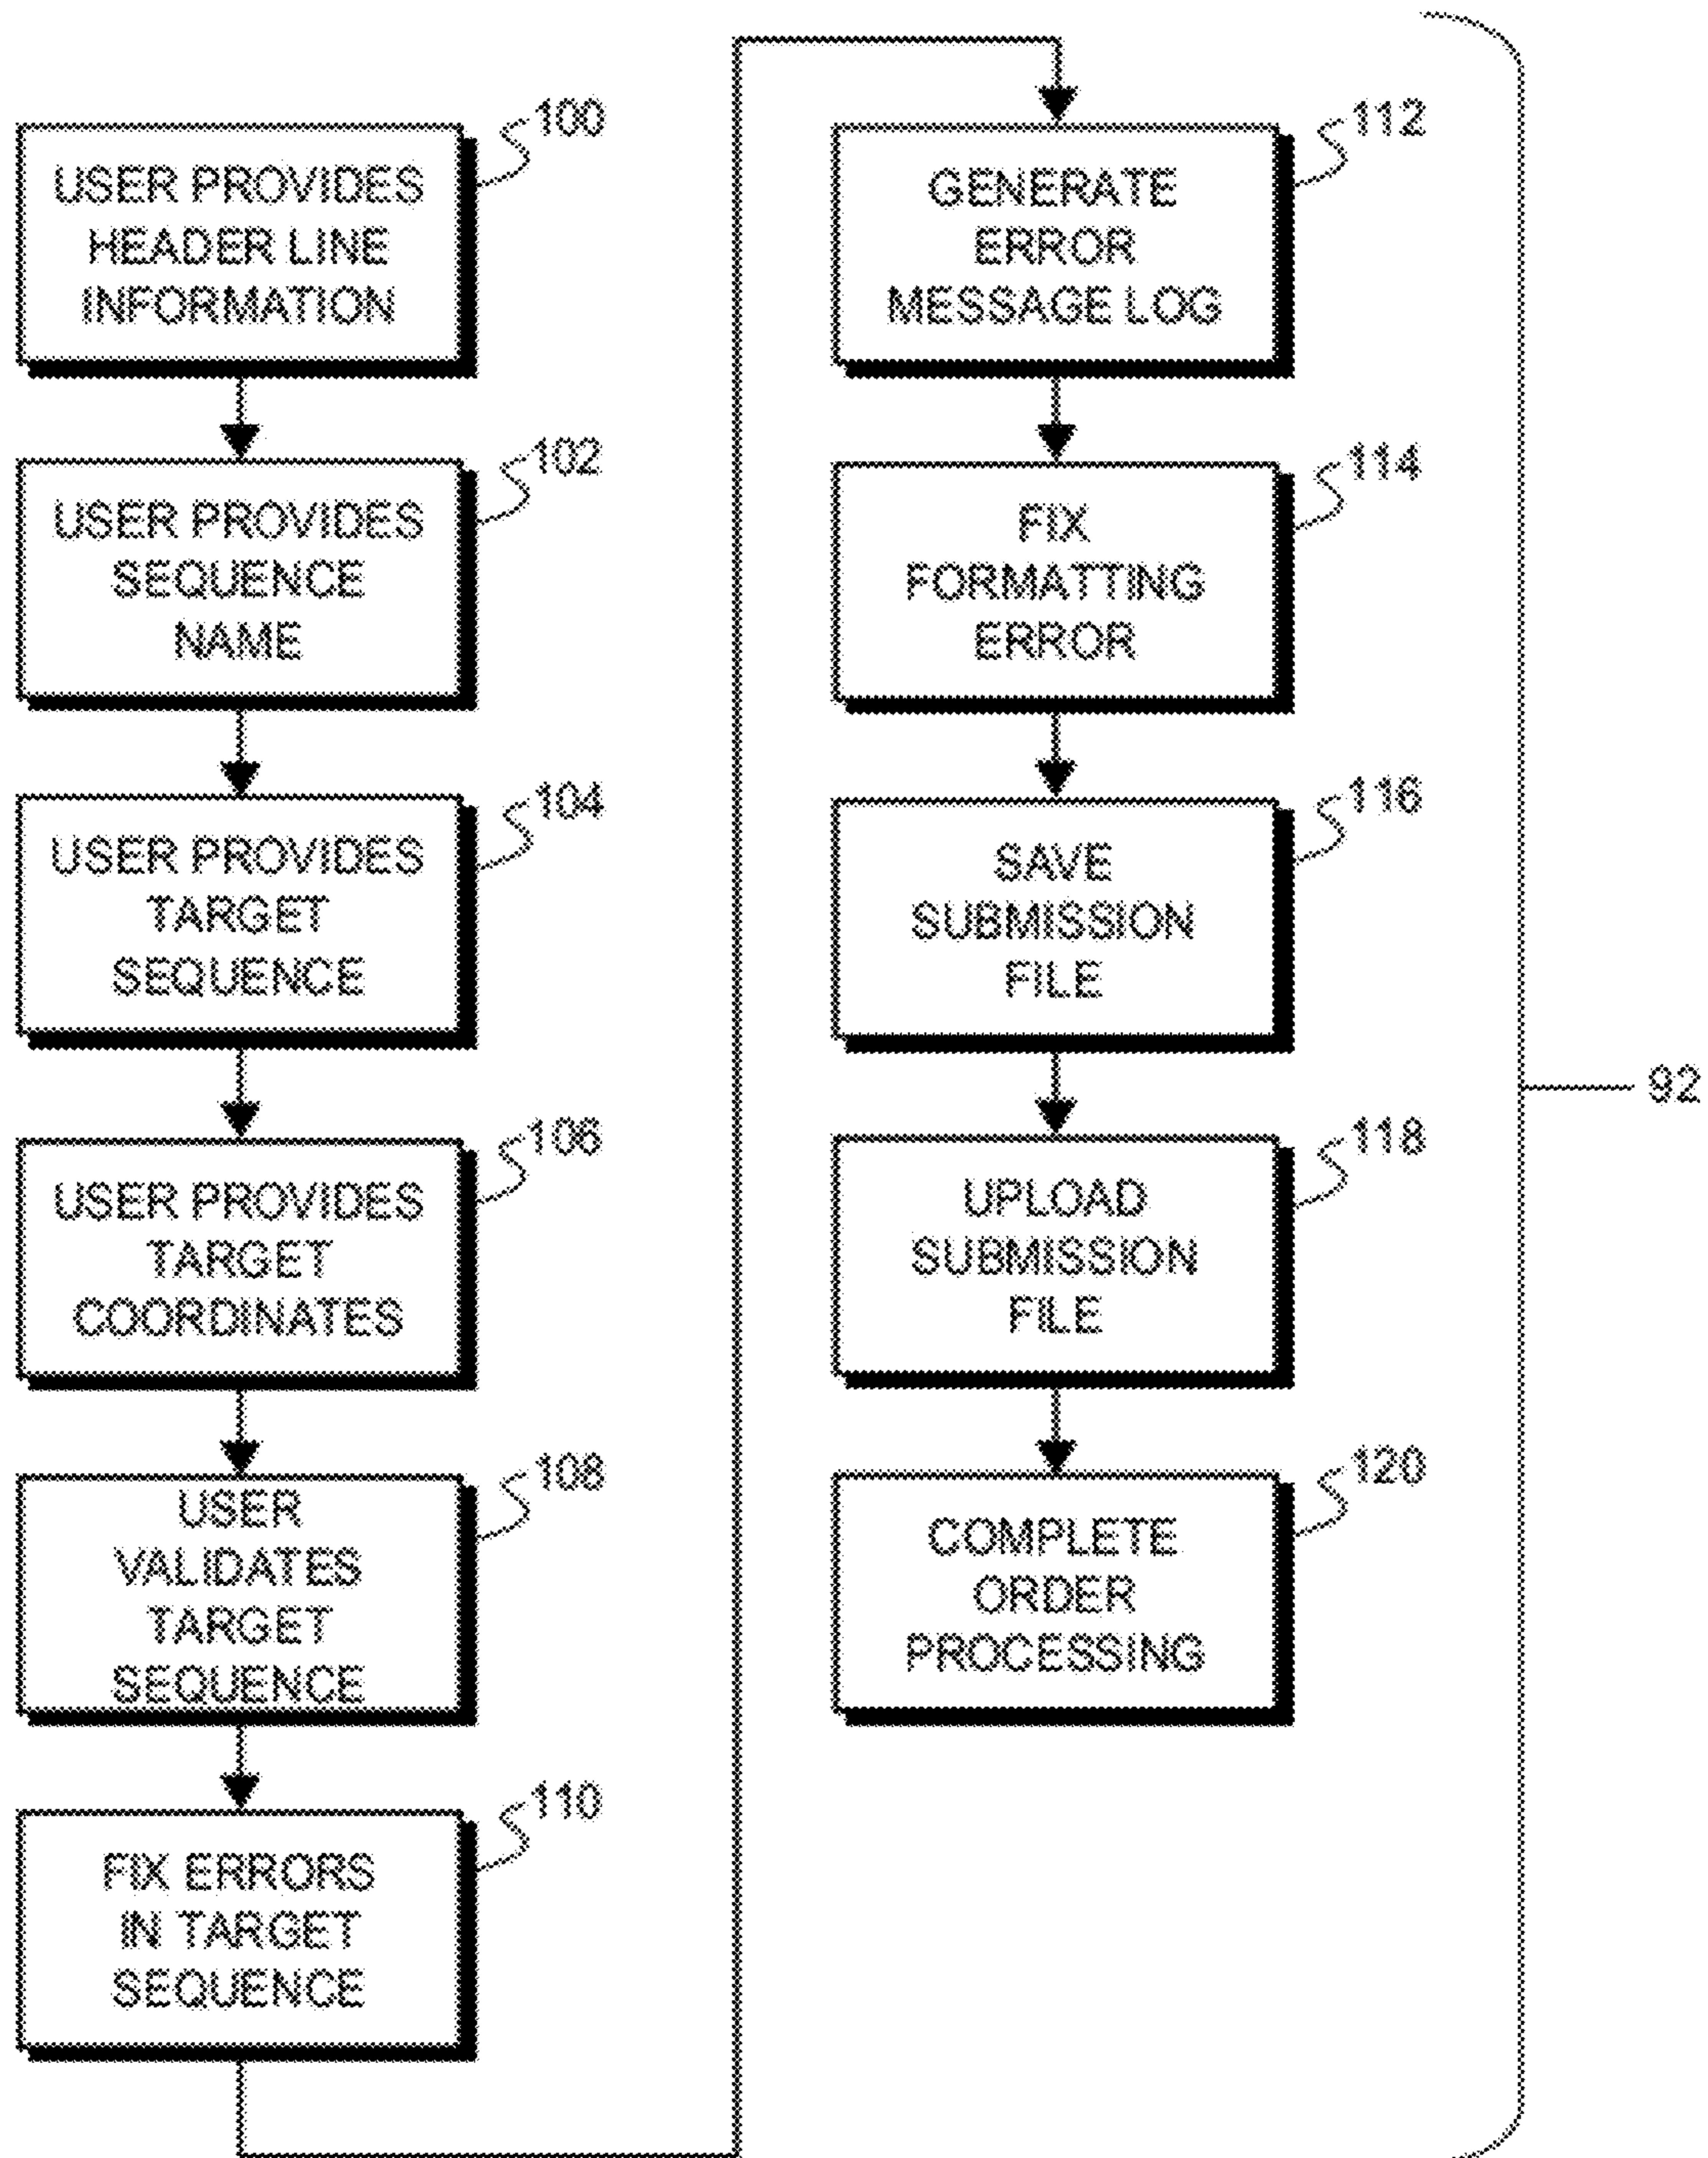 100
USER PROVIDES
HEADER LINE
INFORMATION
102
USER PROVIDES
SEQUENCE
NAME
104
USER PROVIDES
TARGET
SEQUENCE
106
USER PROVIDES
TARGET
COORDINATES
108
USER
VALIDATES
TARGET
SEQUENCE
110
FIX ERRORS
IN TARGET
SEQUENCE
112
GENERATE
ERROR
MESSAGE LOG
114
FIX
FORMATTING
ERROR
116
SAVE
SUBMISSION
FILE
118
UPLOAD
SUBMISSION
FILE
120
COMPLETE
ORDER
PROCESSING
92